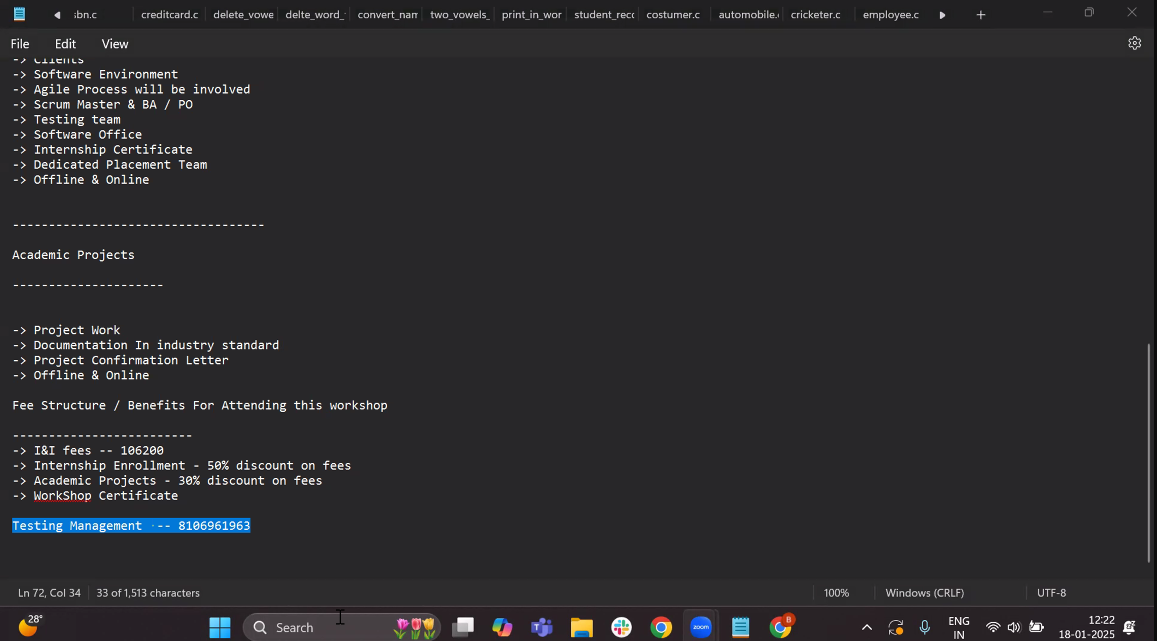 sbn.c creditcard.c delete_vowe delte_word_ convert_nam two_vowels_ print_in_wor student_reco costumer.c automobile. cricketer.c employee.c
File Edit View
-> Clients
-> Software Environment
-> Agile Process will be involved
-> Scrum Master & BA / PO
-> Testing team
-> Software Office
-> Internship Certificate
-> Dedicated Placement Team
-> Offline & Online
-----------------------------------
Academic Projects
---------------------
-> Project Work
-> Documentation In industry standard
-> Project Confirmation Letter
-> Offline & Online
Fee Structure / Benefits For Attending this workshop
-------------------------
-> I&I fees -- 106200
-> Internship Enrollment - 50% discount on fees
-> Academic Projects - 30% discount on fees
-> WorkShop Certificate
Testing Management -- 8106961963
Ln 72, Col 34 33 of 1,513 characters 100% Windows (CRLF) UTF-8
28° Search zoom B ENG 12:22
IN 18-01-2025